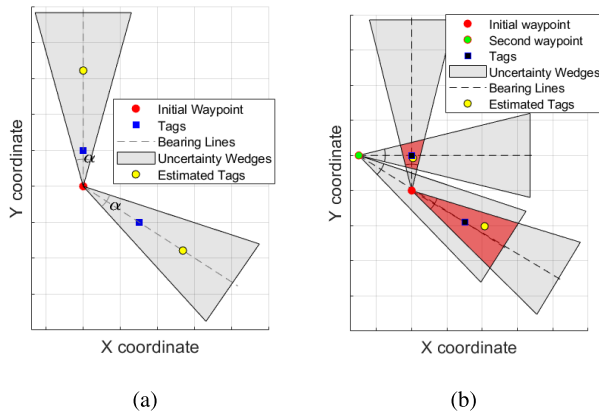 Initial Waypoint
Tags
Bearing Lines
Uncertainty Wedges
Estimated Tags
α
α
Y coordinate
X coordinate
(a)
Initial waypoint
Second waypoint
Tags
Uncertainty Wedges
Bearing Lines
Estimated Tags
Y coordinate
X coordinate
(b)